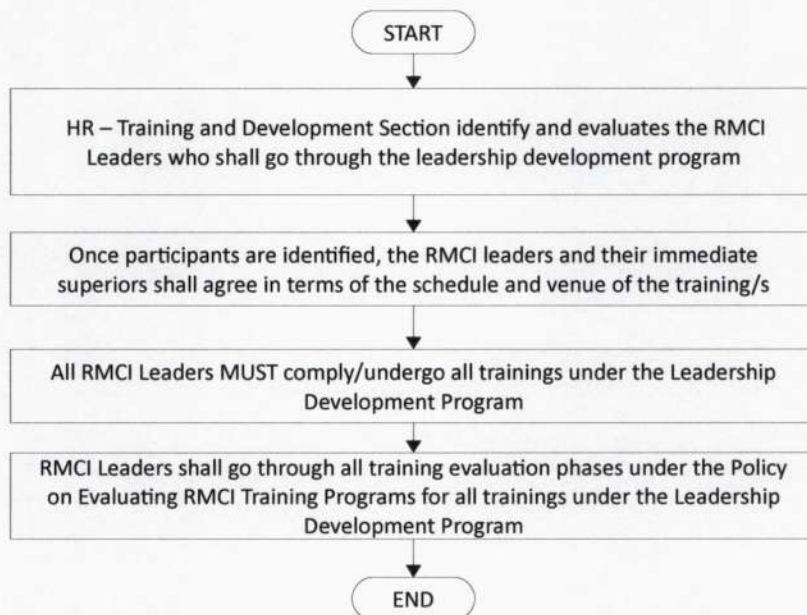 START
HR – Training and Development Section identify and evaluates the RMCI
Leaders who shall go through the leadership development program
Once participants are identified, the RMCI leaders and their immediate
superiors shall agree in terms of the schedule and venue of the training/s
All RMCI Leaders MUST comply/undergo all trainings under the Leadership
Development Program
RMCI Leaders shall go through all training evaluation phases under the Policy
on Evaluating RMCI Training Programs for all trainings under the Leadership
Development Program
END